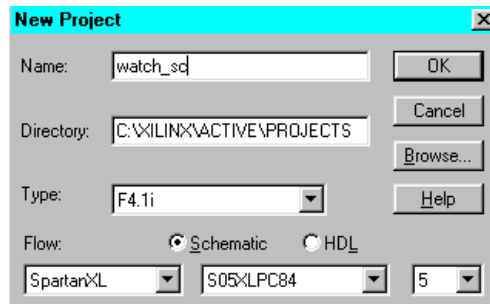 New Project
Name: watch_sc OK
Cancel
Directory: C:\XILINX\ACTIVE\PROJECTS
Browse...
Type: F4.1i Help
Flow: Schematic HDL
SpartanXL S05XLPC84 5